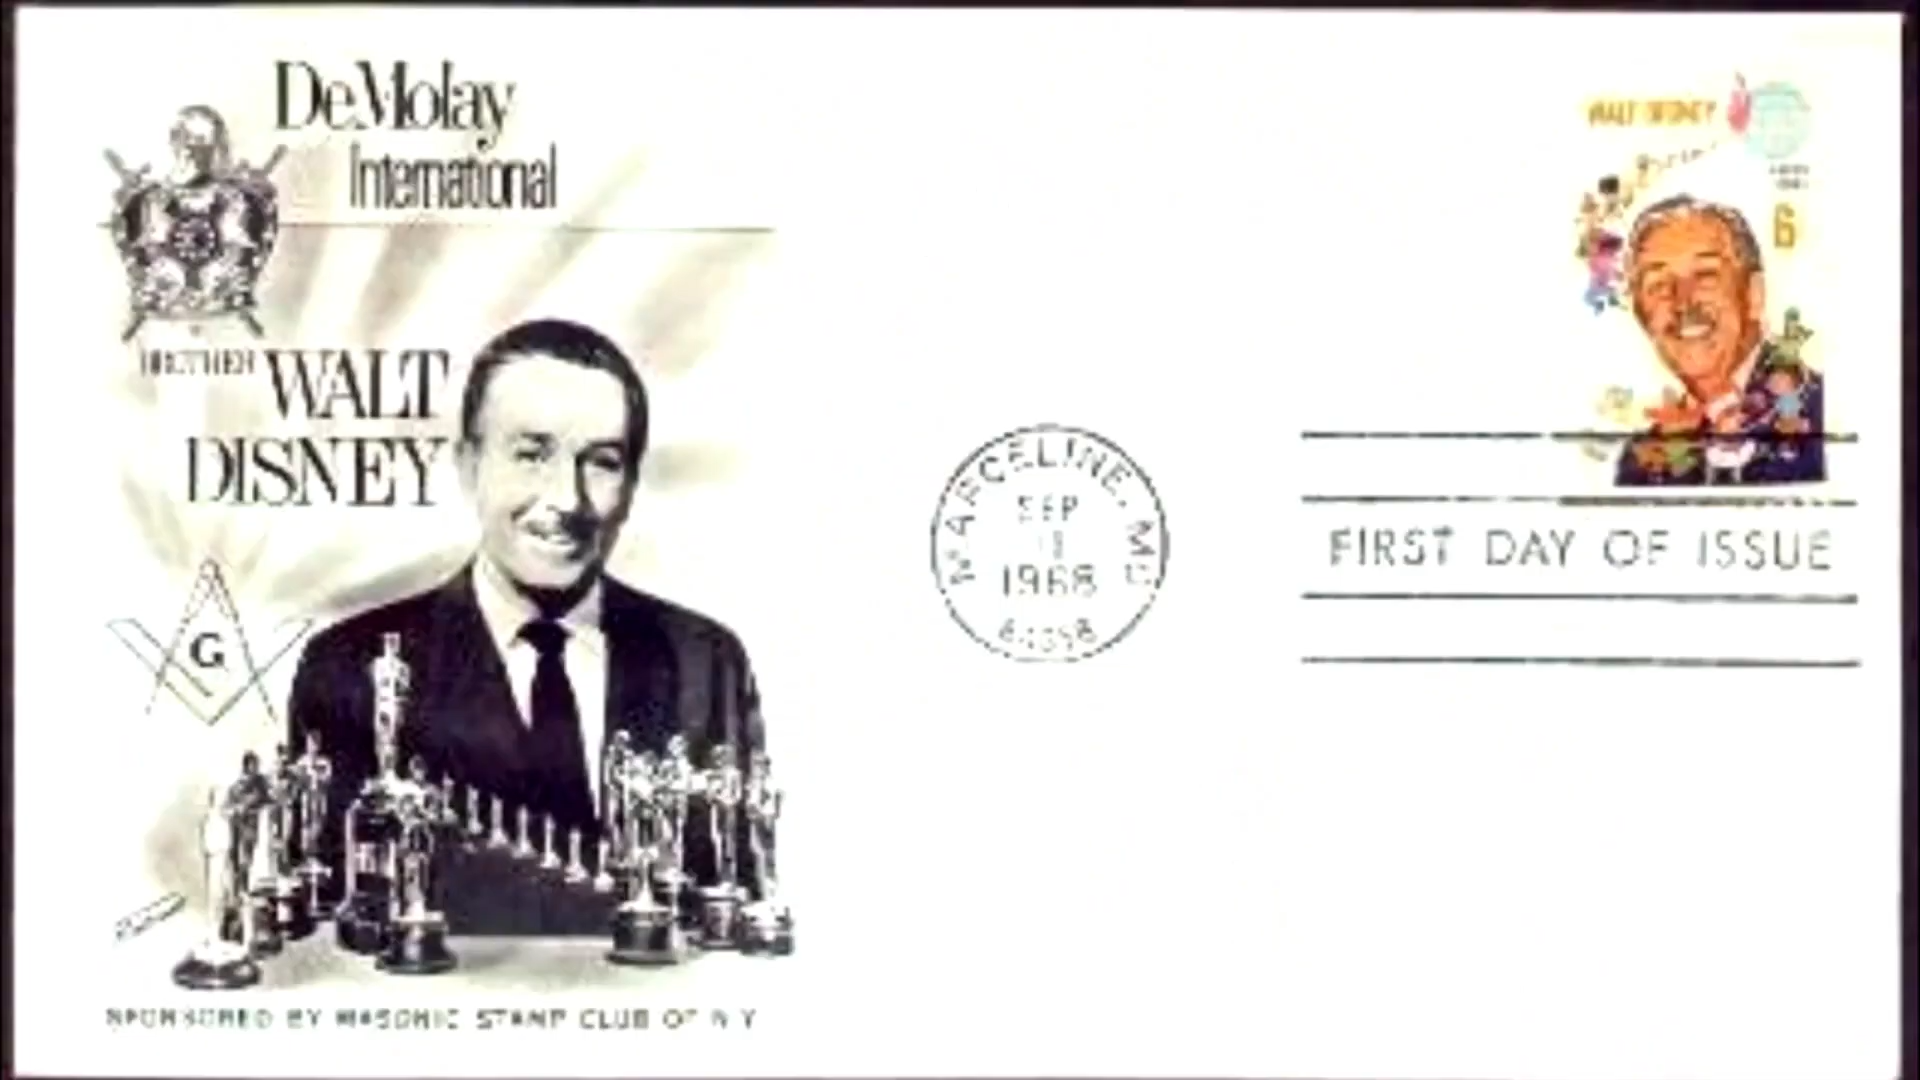 DeMolay
International
BROTHER WALT
DISNEY
G
SPONSORED BY MASONIC STAMP CLUB OF N Y
MARCELINE, MO
SEP
1968
FIRST DAY OF ISSUE
WALT DISNEY
6